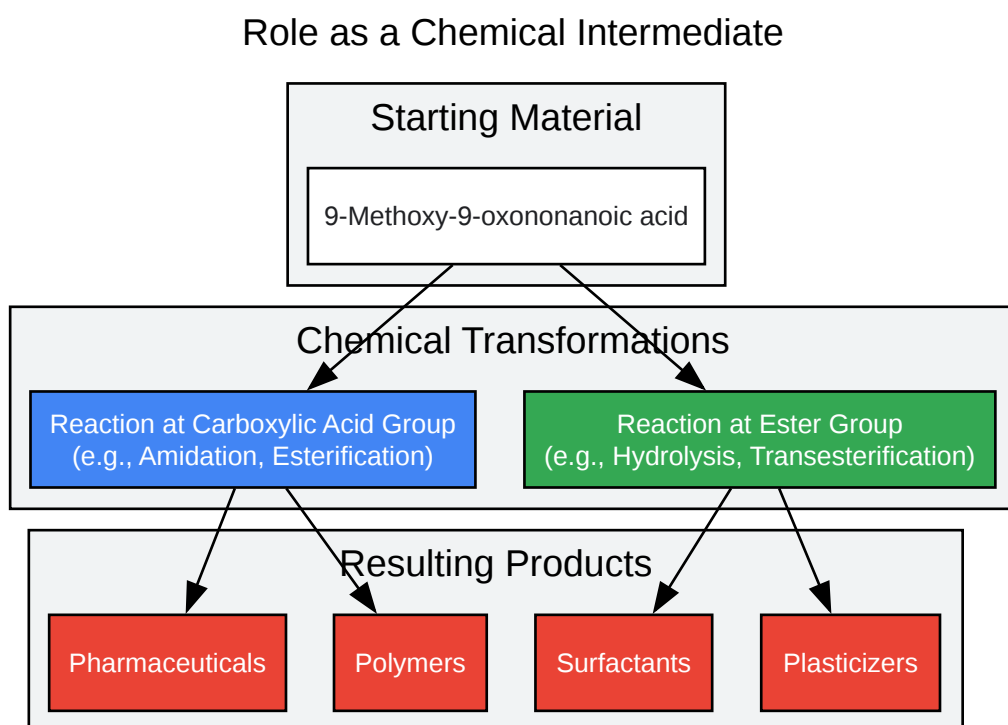 Role as a Chemical Intermediate
Starting Material
9-Methoxy-9-oxononanoic acid
Chemical Transformations
Reaction at Carboxylic Acid Group
(e.g., Amidation, Esterification)
Reaction at Ester Group
(e.g., Hydrolysis, Transesterification)
Resulting Products
Pharmaceuticals
Polymers
Surfactants
Plasticizers